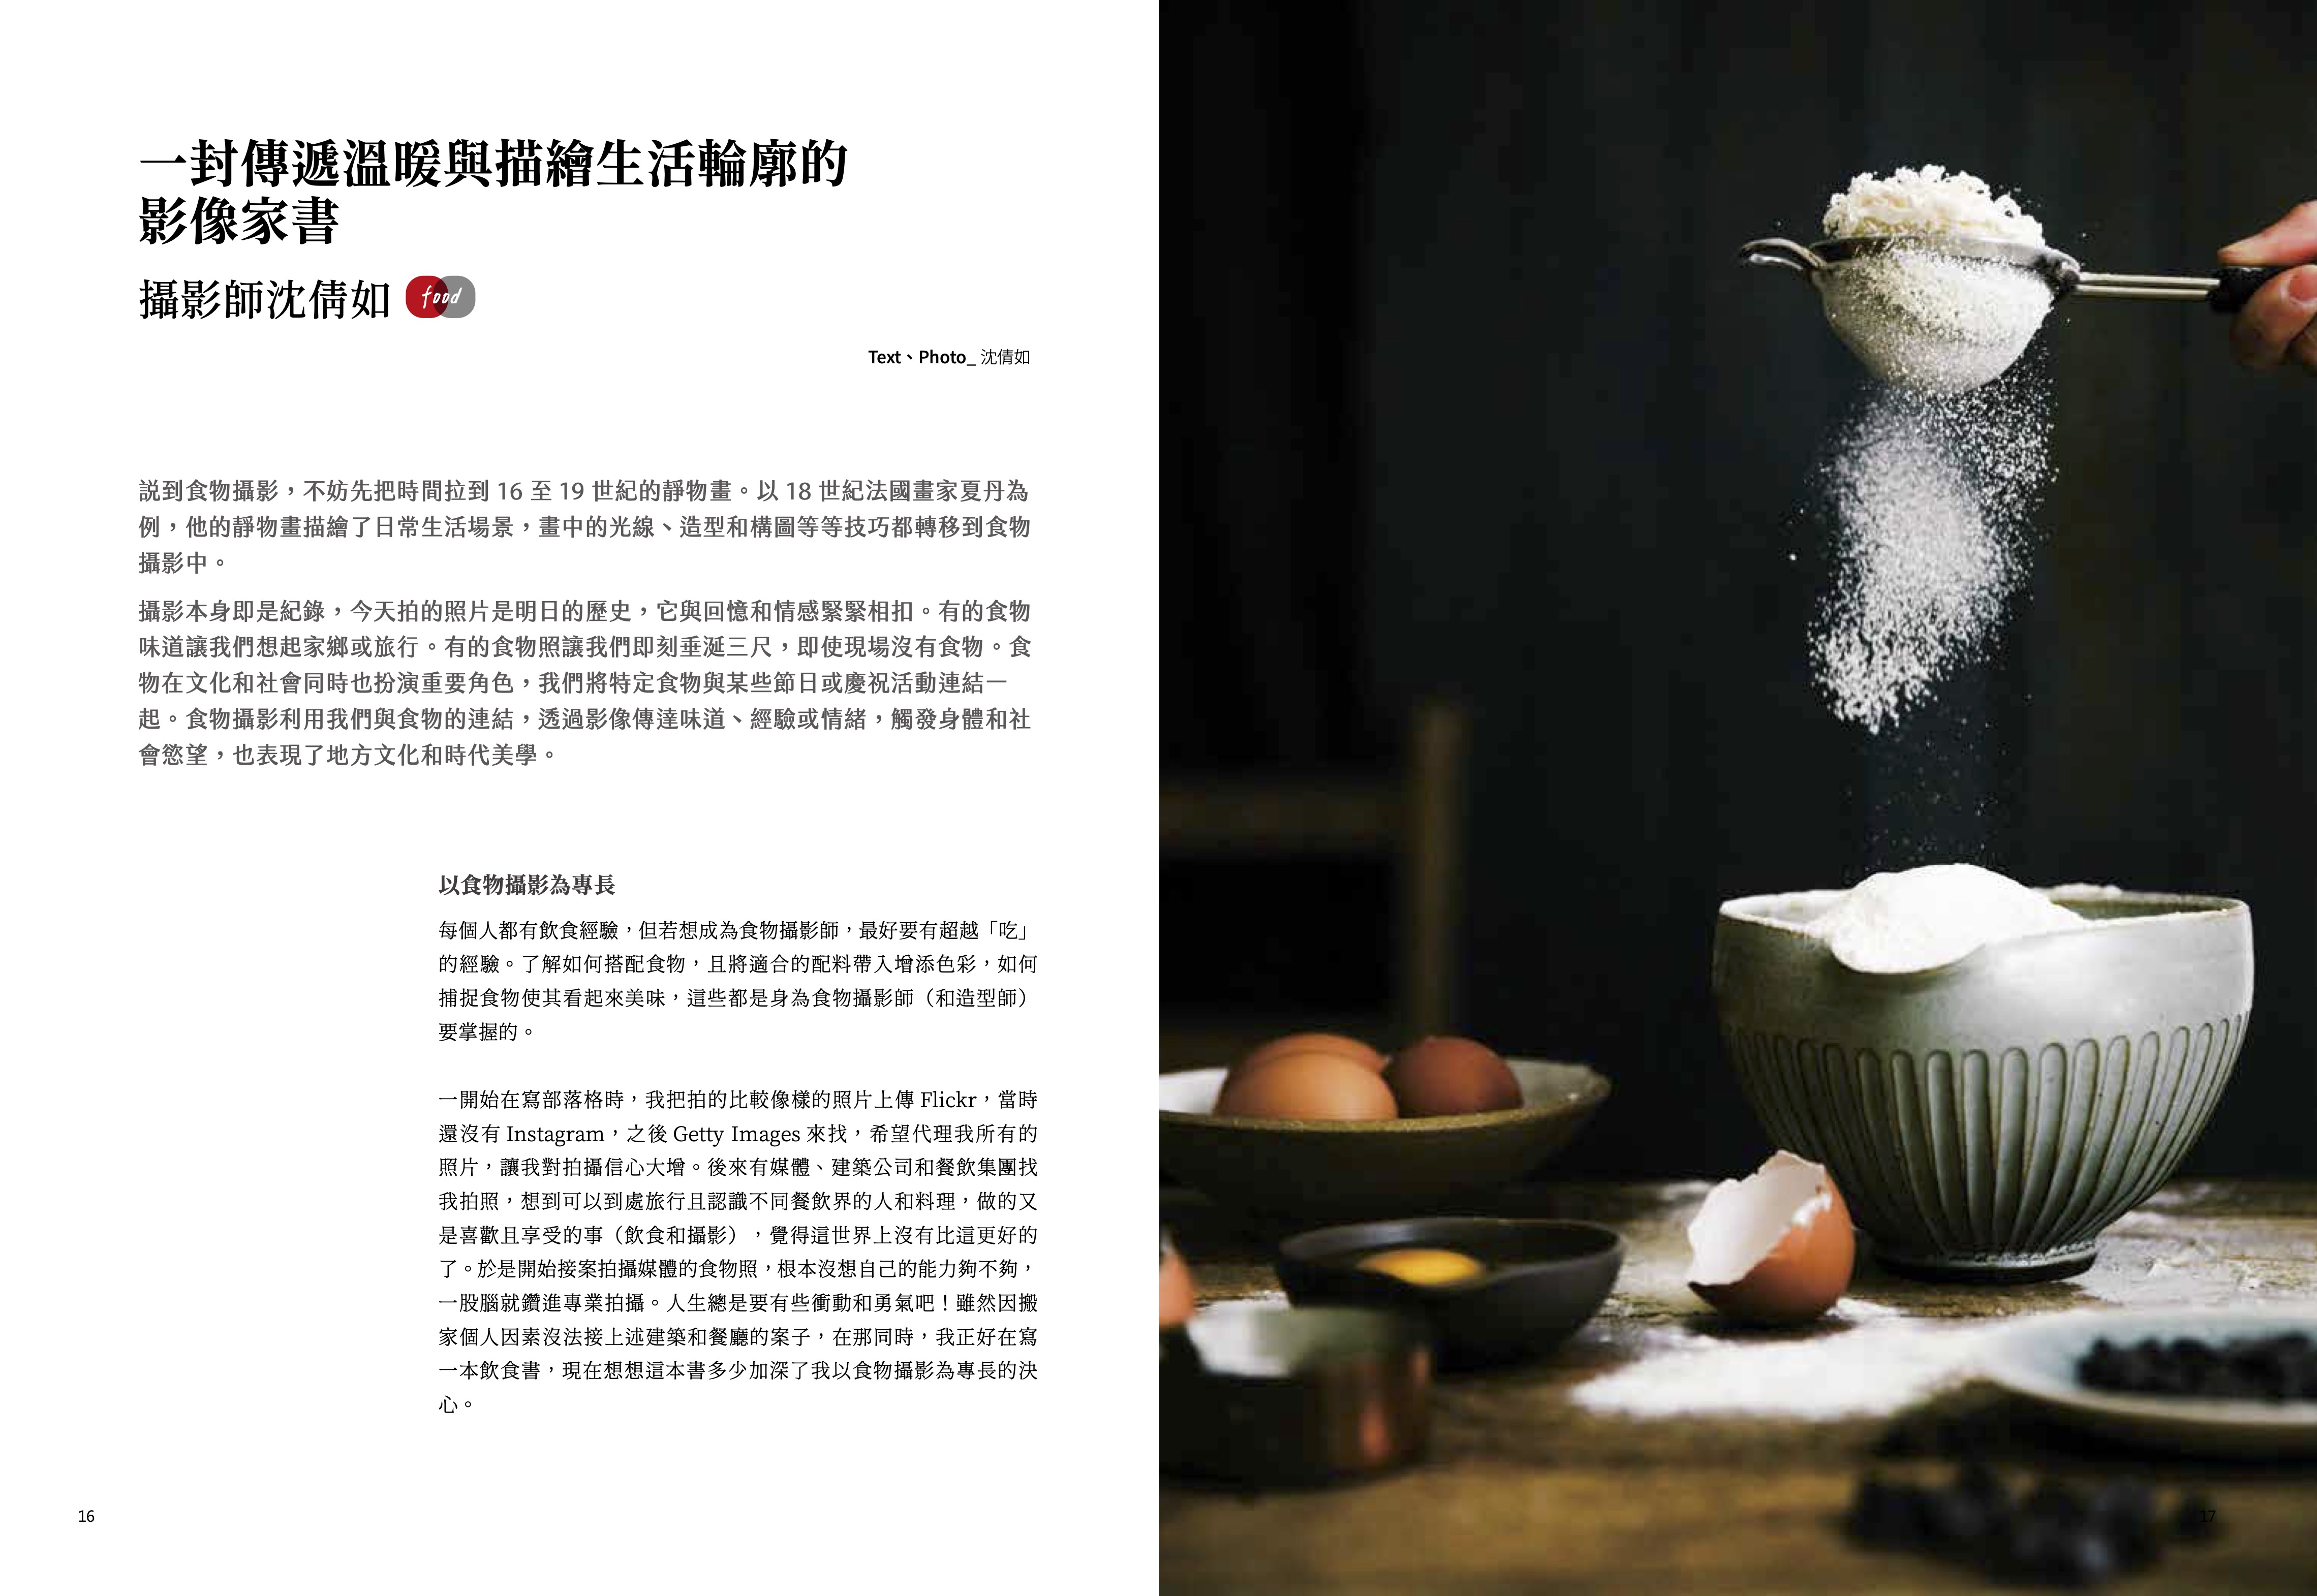 一封傳遞溫暖與描繪生活輪廓的
影像家書
攝影師沈倩如 food
Text、Photo_ 沈倩如
説到食物攝影，不妨先把時間拉到 16 至 19 世紀的靜物畫。以 18 世紀法國畫家夏丹為
例，他的靜物畫描繪了日常生活場景，畫中的光線、造型和構圖等等技巧都轉移到食物
攝影中。
攝影本身即是紀錄，今天拍的照片是明日的歷史，它與回憶和情感緊緊相扣。有的食物
味道讓我們想起家鄉或旅行。有的食物照讓我們即刻垂涎三尺，即使現場沒有食物。食
物在文化和社會同時也扮演重要角色，我們將特定食物與某些節日或慶祝活動連結一
起。食物攝影利用我們與食物的連結，透過影像傳達味道、經驗或情緒，觸發身體和社
會慾望，也表現了地方文化和時代美學。
以食物攝影為專長
每個人都有飲食經驗，但若想成為食物攝影師，最好要有超越「吃」
的經驗。了解如何搭配食物，且將適合的配料帶入增添色彩，如何
捕捉食物使其看起來美味，這些都是身為食物攝影師（和造型師）
要掌握的。
一開始在寫部落格時，我把拍的比較像樣的照片上傳 Flickr，當時
還沒有 Instagram，之後 Getty Images 來找，希望代理我所有的
照片，讓我對拍攝信心大增。後來有媒體、建築公司和餐飲集團找
我拍照，想到可以到處旅行且認識不同餐飲界的人和料理，做的又
是喜歡且享受的事（飲食和攝影），覺得這世界上沒有比這更好的
了。於是開始接案拍攝媒體的食物照，根本沒想自己的能力夠不夠，
一股腦就鑽進專業拍攝。人生總是要有些衝動和勇氣吧！雖然因搬
家個人因素沒法接上述建築和餐廳的案子，在那同時，我正好在寫
一本飲食書，現在想想這本書多少加深了我以食物攝影為專長的決
心。
16
17